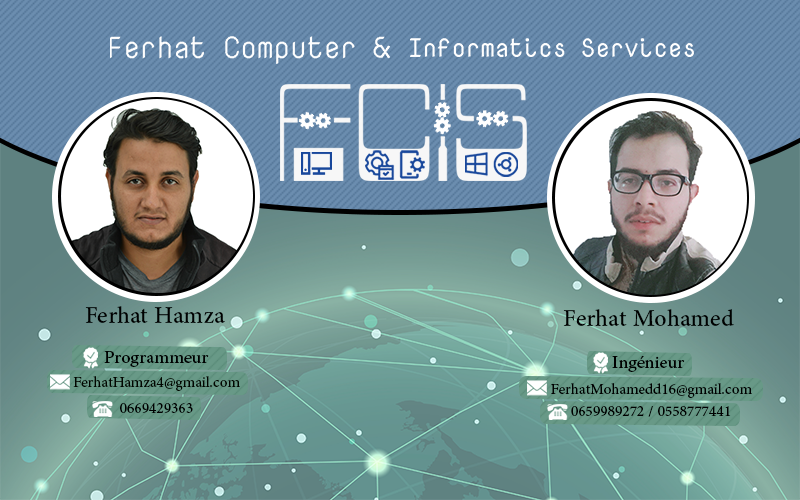 Ferhat Computer & Informatics Services
FCIS
Ferhat Hamza
Programmeur
FerhatHamza4@gmail.com
0669429363
Ferhat Mohamed
Ingénieur
FerhatMohamedd16@gmail.com
0659989272 / 0558777441